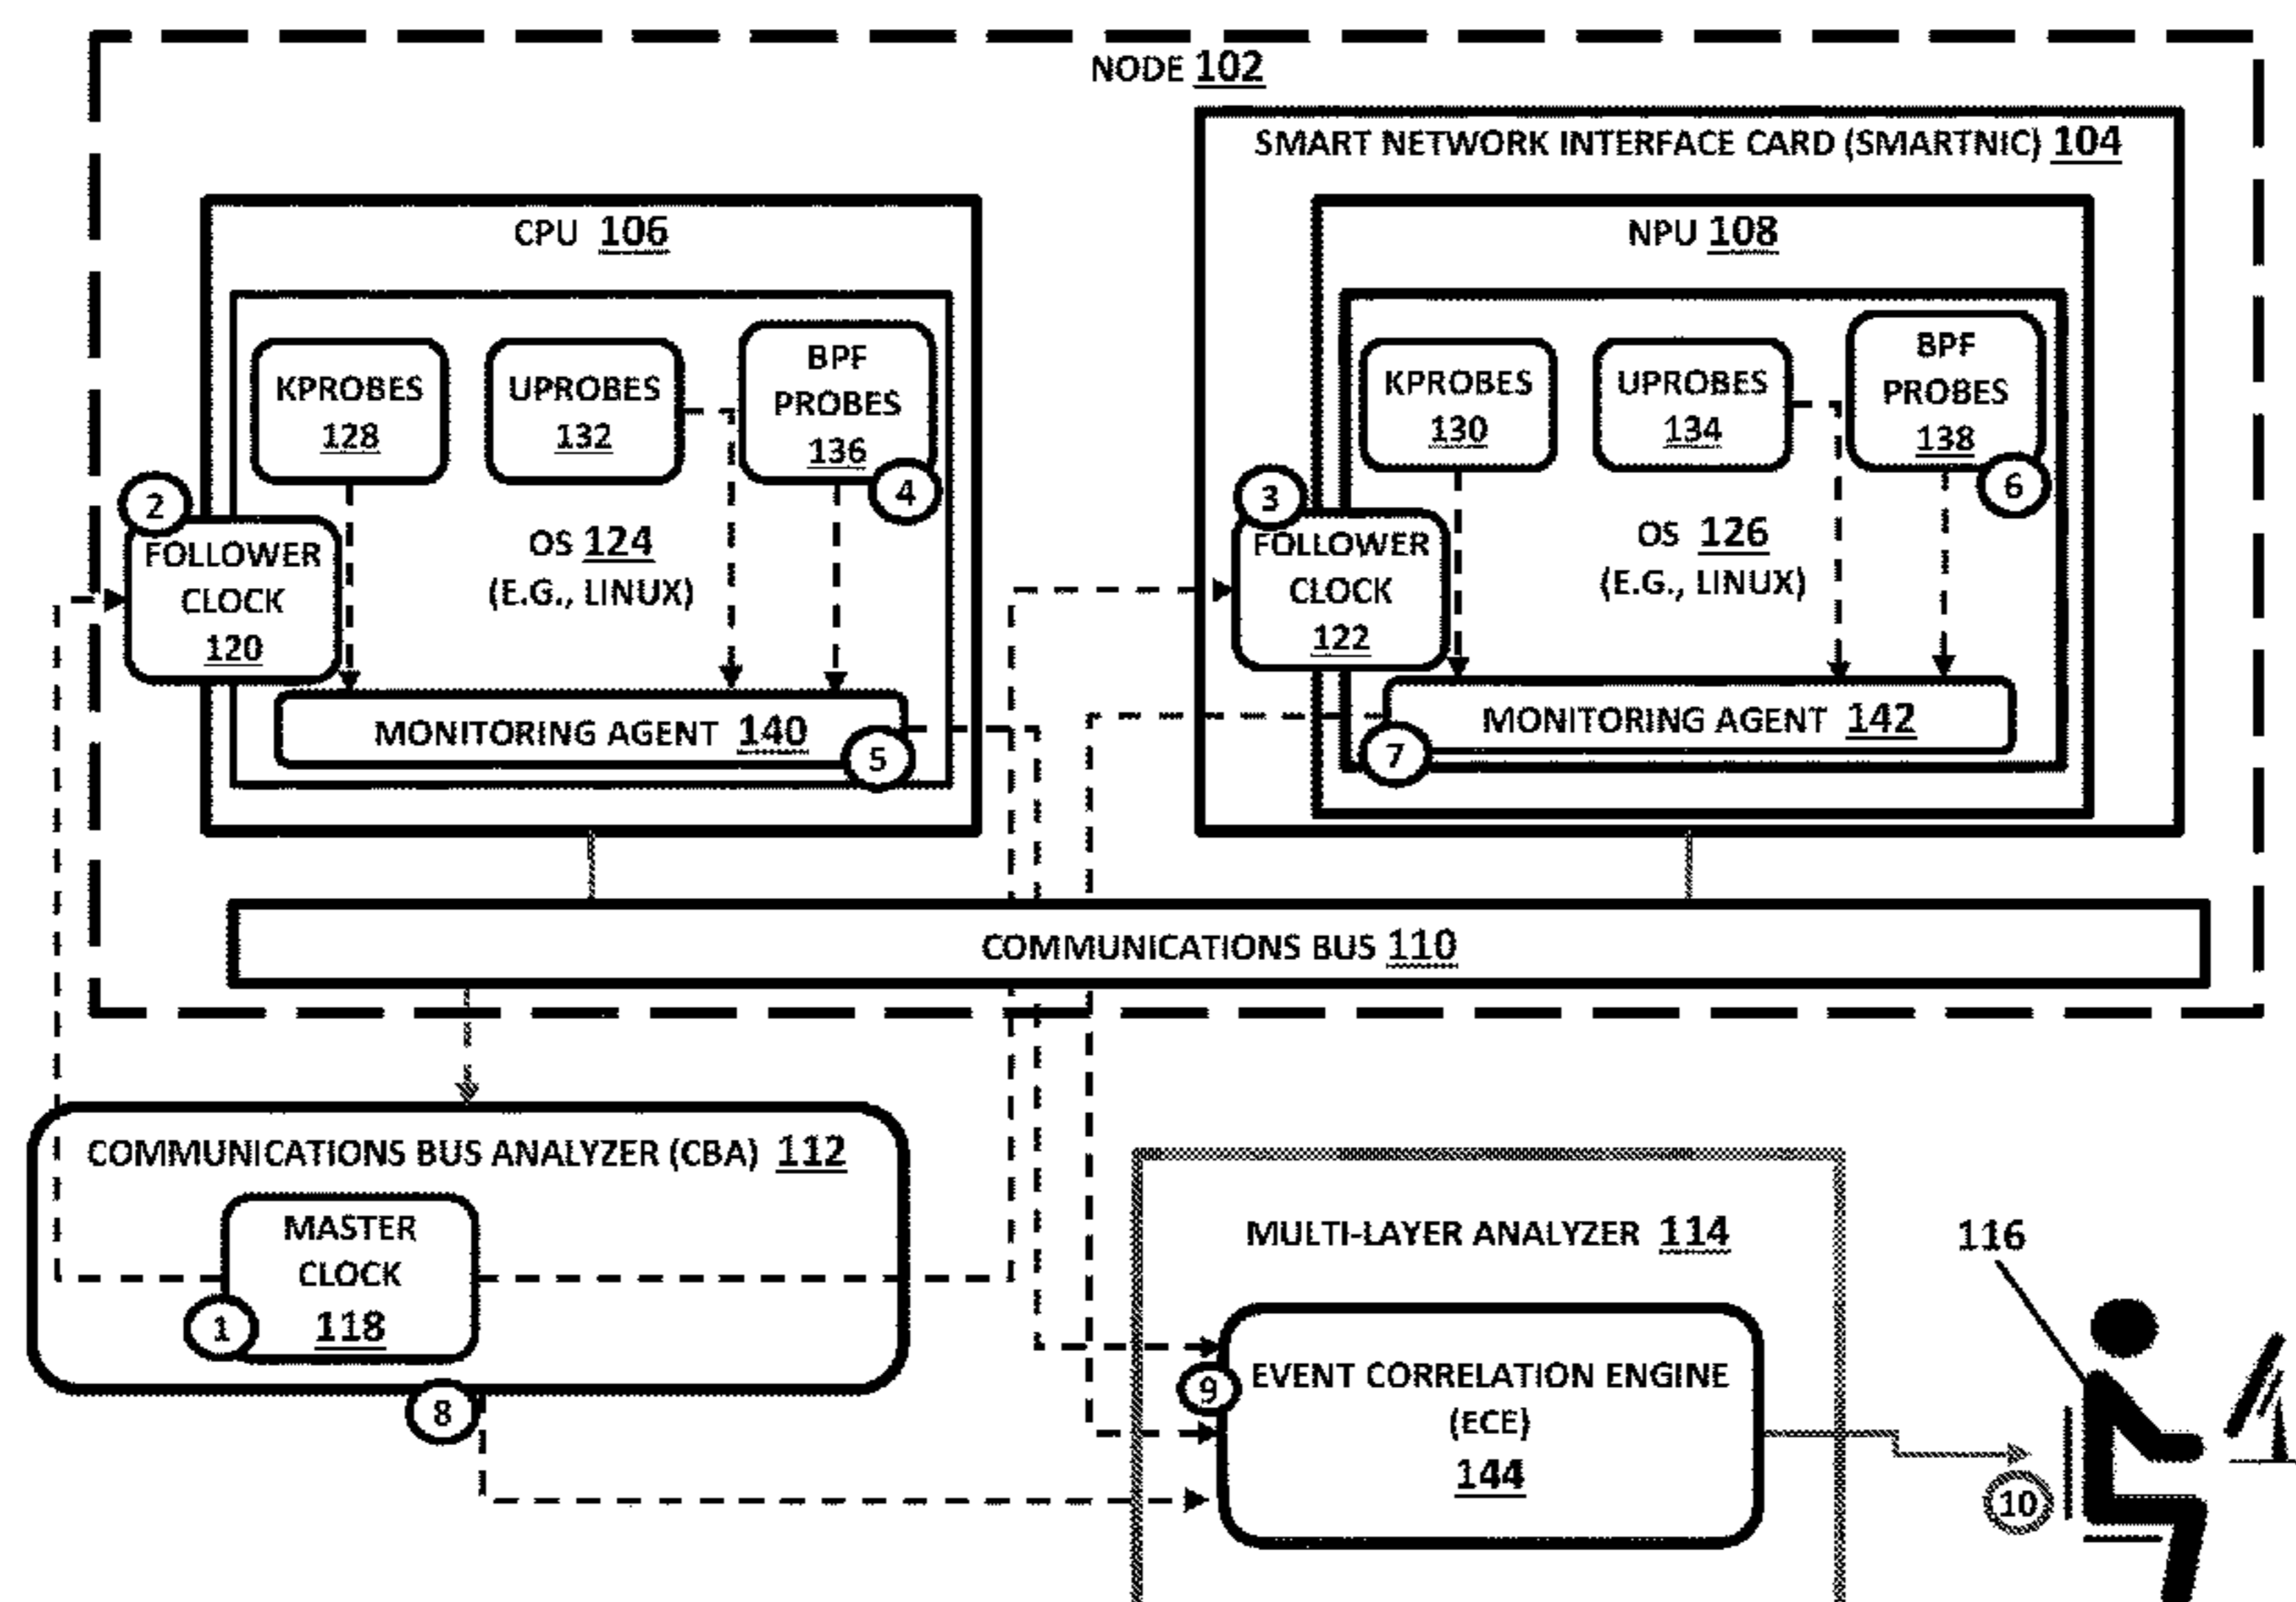 NODE 102
SMART NETWORK INTERFACE CARD (SMARTNIC) 104
CPU 106
NPU 108
KPROBES
128
UPROBES
132
BPF
PROBES
136
4
KPROBES
130
UPROBES
134
BPF
PROBES
138
6
2
FOLLOWER
CLOCK
120
OS 124
(E.G., LINUX)
3
FOLLOWER
CLOCK
122
OS 126
(E.G., LINUX)
MONITORING AGENT 140
5
MONITORING AGENT 142
7
COMMUNICATIONS BUS 110
COMMUNICATIONS BUS ANALYZER (CBA) 112
MASTER
CLOCK
118
1
8
MULTI-LAYER ANALYZER 114
9
EVENT CORRELATION ENGINE
(ECE)
144
116
10